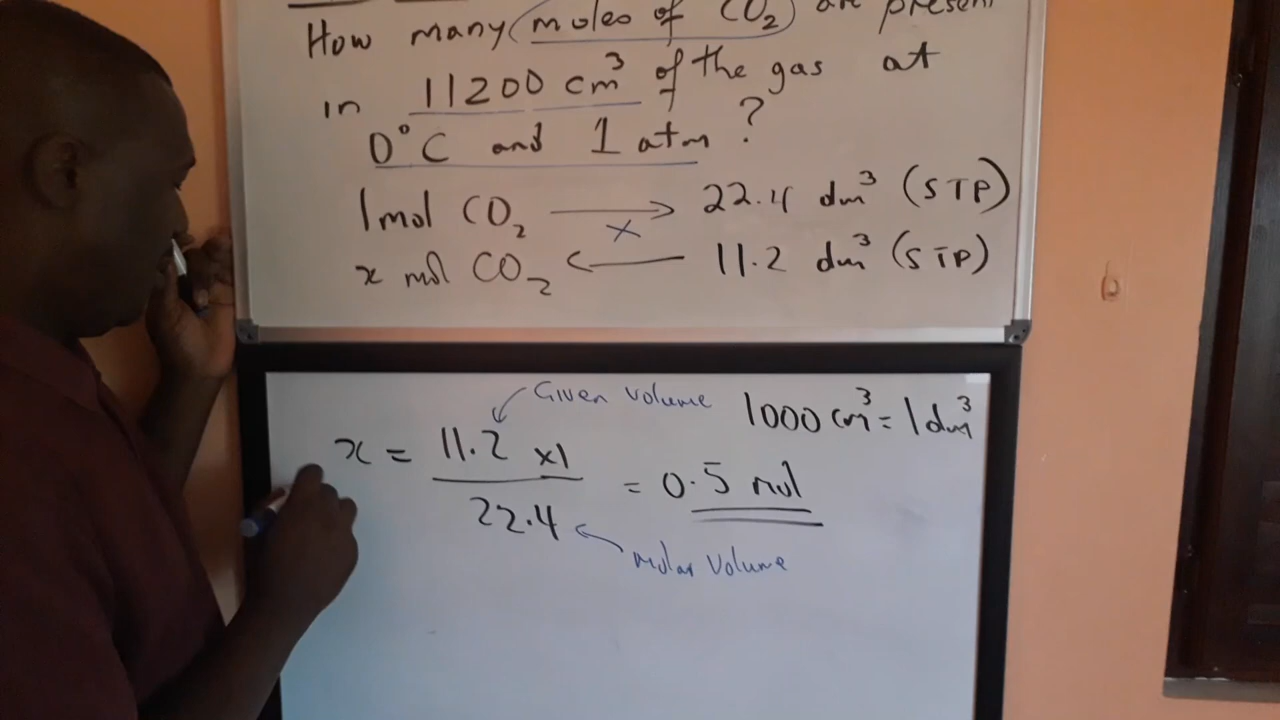 How many moles of CO₂ are present
in 11200 cm³ of the gas at
0°C and 1 atm ?
1mol CO₂ → 22.4 dm³ (STP)
x
x mol CO₂ ← 11.2 dm³ (STP)
Given volume
1000 cm³ = 1dm³
x = 11.2 x1 / 22.4 = 0.5 mol
molar volume